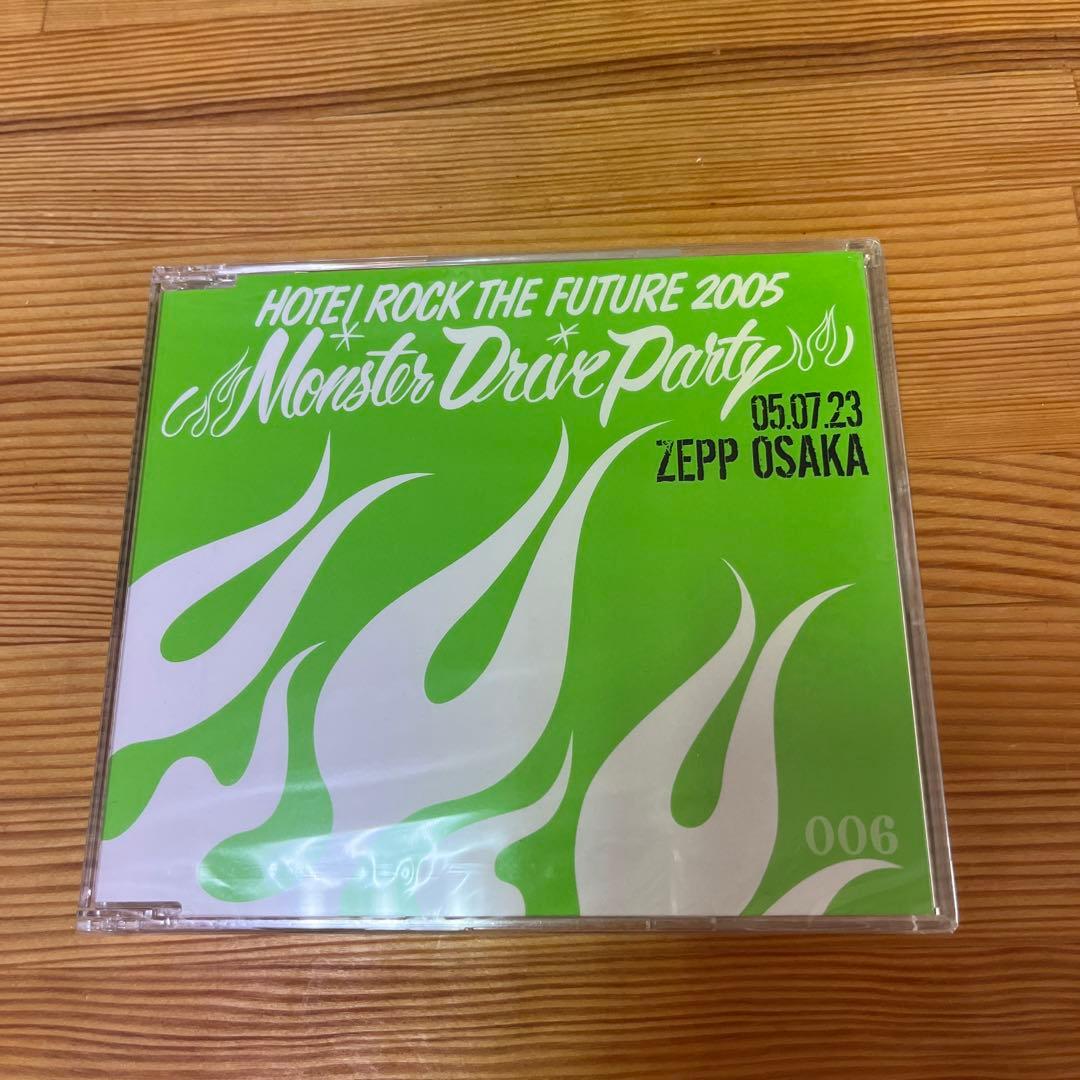 HOTEI ROCK THE FUTURE 2005
Monster Drive Party
05.07.23
ZEPP OSAKA
006